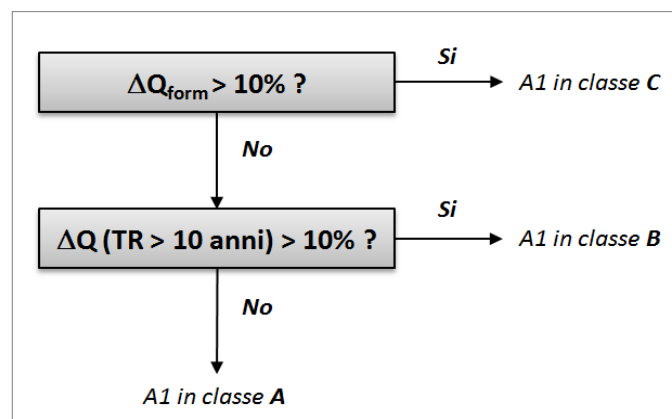 ΔQform > 10% ?
Si
A1 in classe C
No
ΔQ (TR > 10 anni) > 10% ?
Si
A1 in classe B
No
A1 in classe A